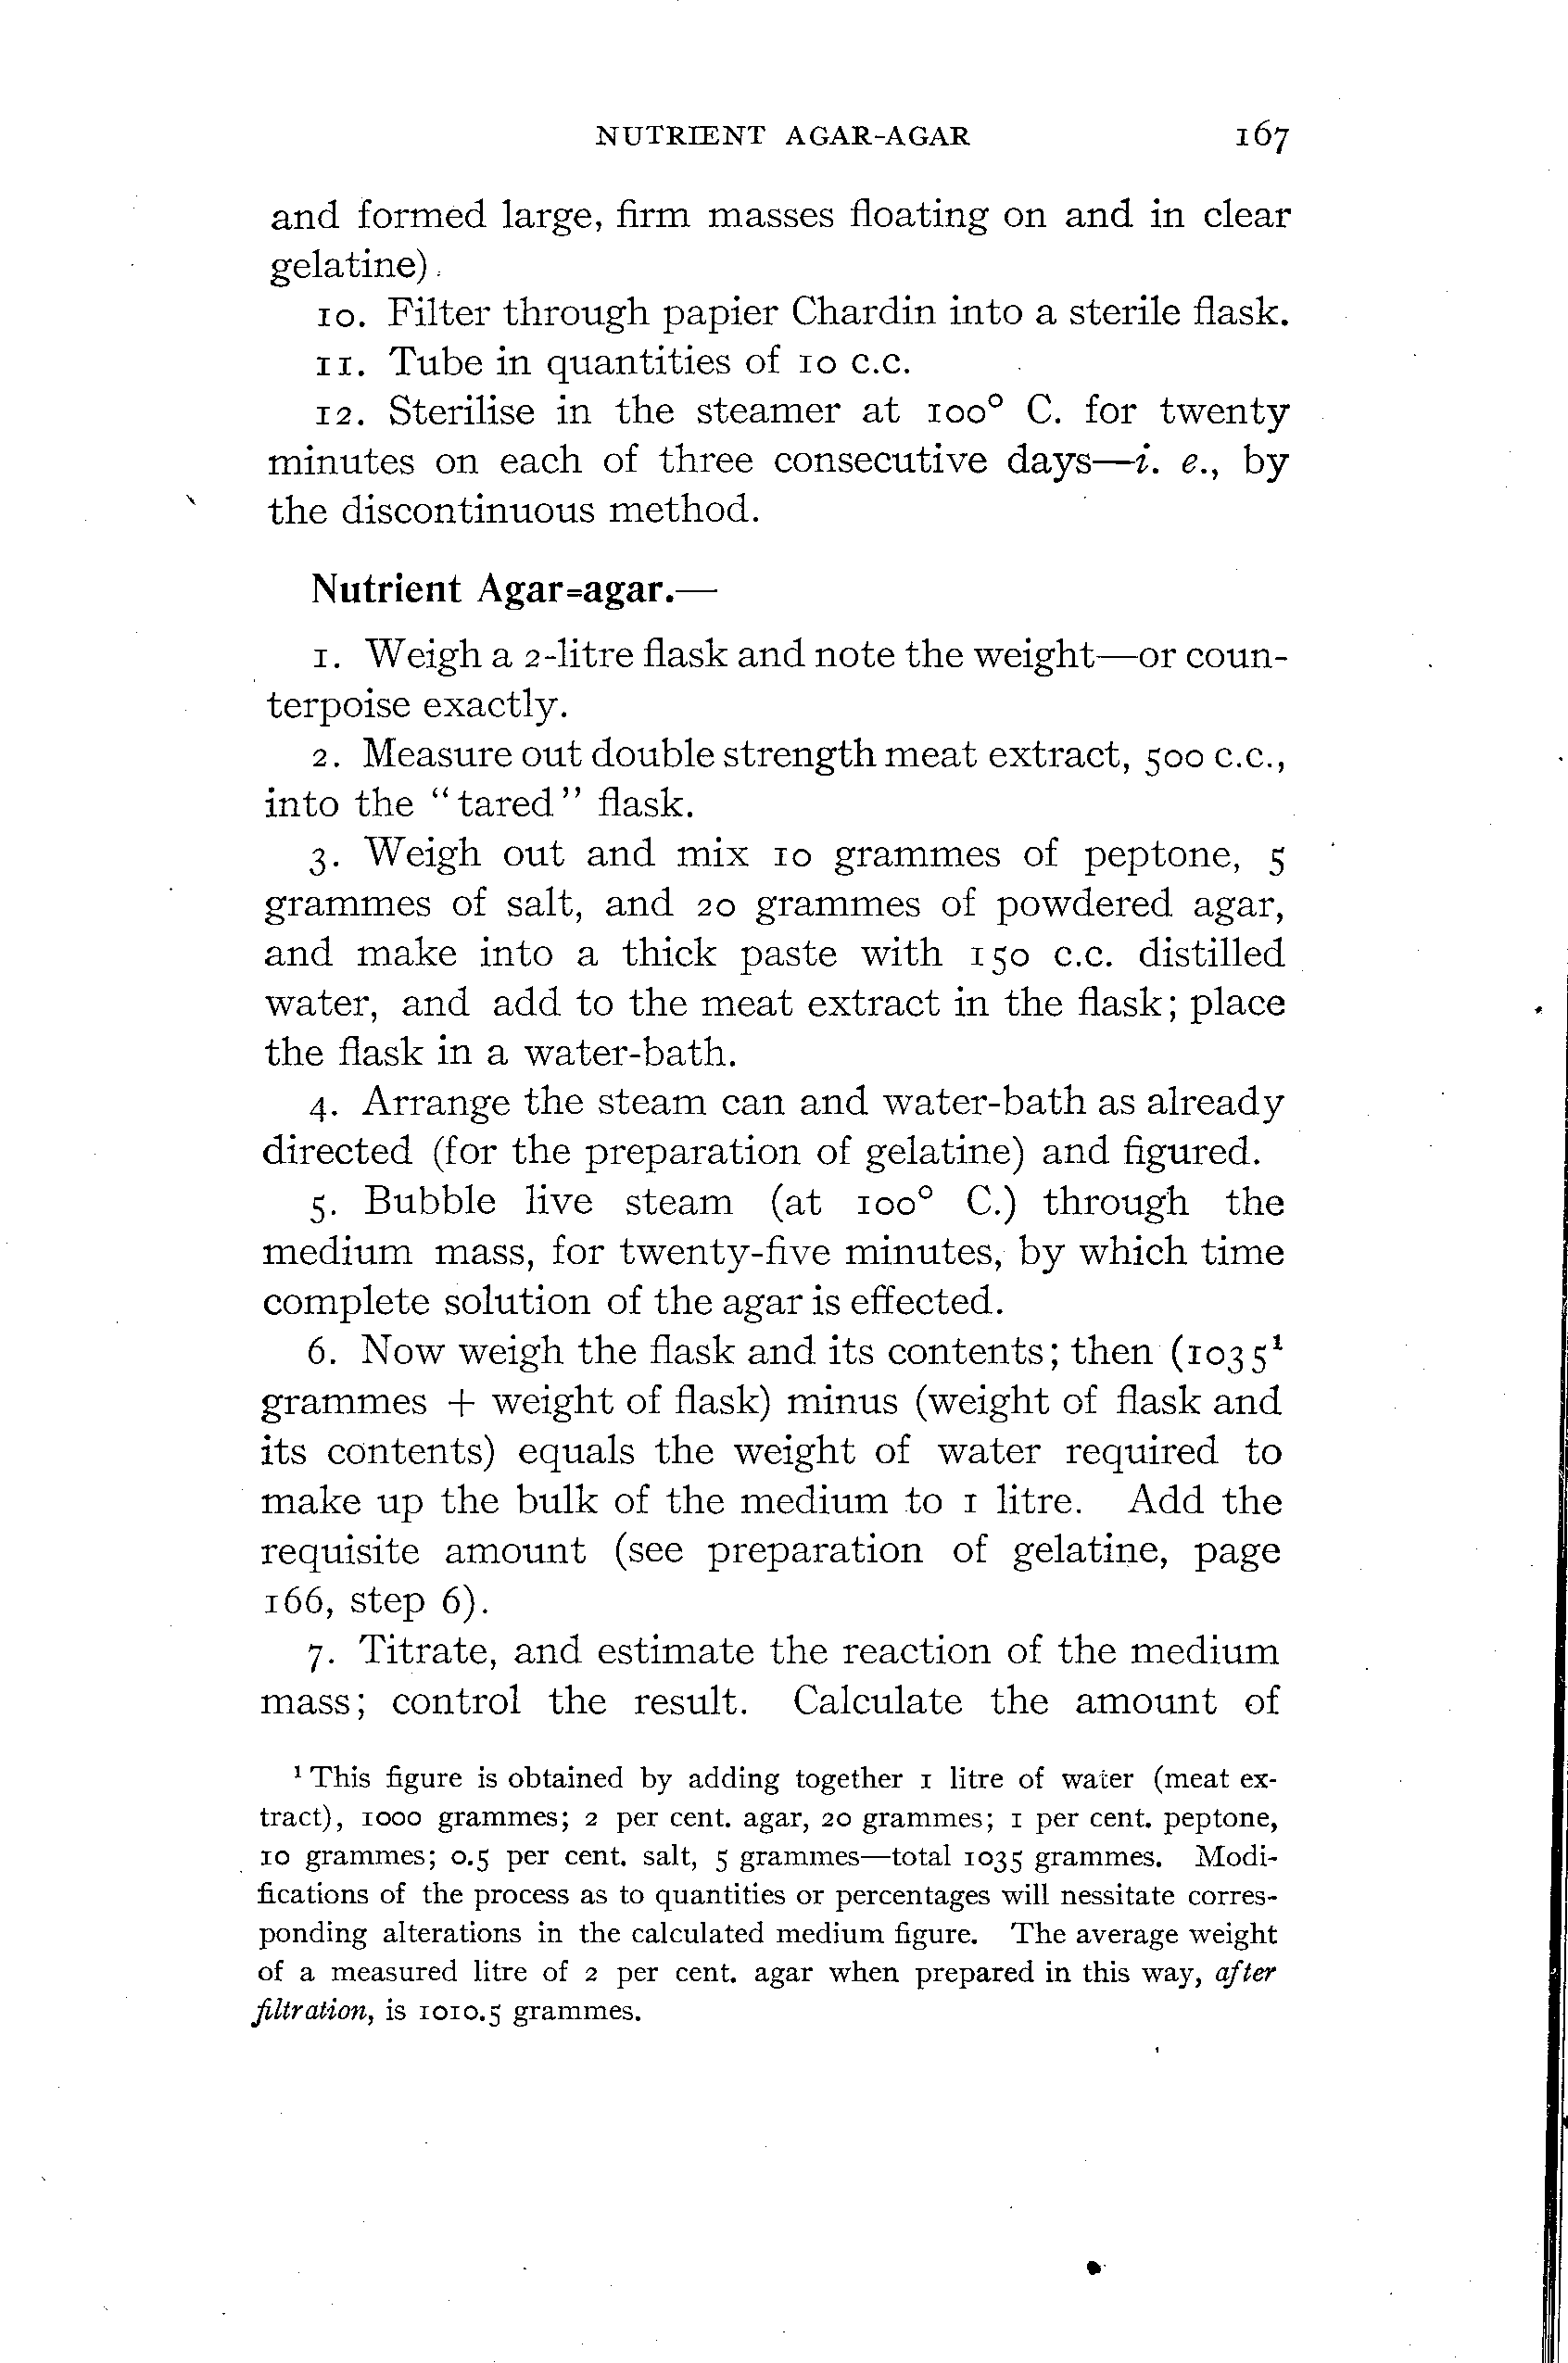 NUTRIENT AGAR-AGAR 167
and formed large, firm masses floating on and in clear
gelatine).
10. Filter through papier Chardin into a sterile flask.
11. Tube in quantities of 10 c.c.
12. Sterilise in the steamer at 100° C. for twenty
minutes on each of three consecutive days—i. e., by
the discontinuous method.
Nutrient Agar=agar.—
1. Weigh a 2-litre flask and note the weight—or coun-
terpoise exactly.
2. Measure out double strength meat extract, 500 c.c.,
into the "tared" flask.
3. Weigh out and mix 10 grammes of peptone, 5
grammes of salt, and 20 grammes of powdered agar,
and make into a thick paste with 150 c.c. distilled
water, and add to the meat extract in the flask; place
the flask in a water-bath.
4. Arrange the steam can and water-bath as already
directed (for the preparation of gelatine) and figured.
5. Bubble live steam (at 100° C.) through the
medium mass, for twenty-five minutes, by which time
complete solution of the agar is effected.
6. Now weigh the flask and its contents; then (1035¹
grammes + weight of flask) minus (weight of flask and
its contents) equals the weight of water required to
make up the bulk of the medium to 1 litre. Add the
requisite amount (see preparation of gelatine, page
166, step 6).
7. Titrate, and estimate the reaction of the medium
mass; control the result. Calculate the amount of
¹ This figure is obtained by adding together 1 litre of water (meat ex-
tract), 1000 grammes; 2 per cent. agar, 20 grammes; 1 per cent. peptone,
10 grammes; 0.5 per cent. salt, 5 grammes—total 1035 grammes. Modi-
fications of the process as to quantities or percentages will nessitate corres-
ponding alterations in the calculated medium figure. The average weight
of a measured litre of 2 per cent. agar when prepared in this way, after
filtration, is 1010.5 grammes.